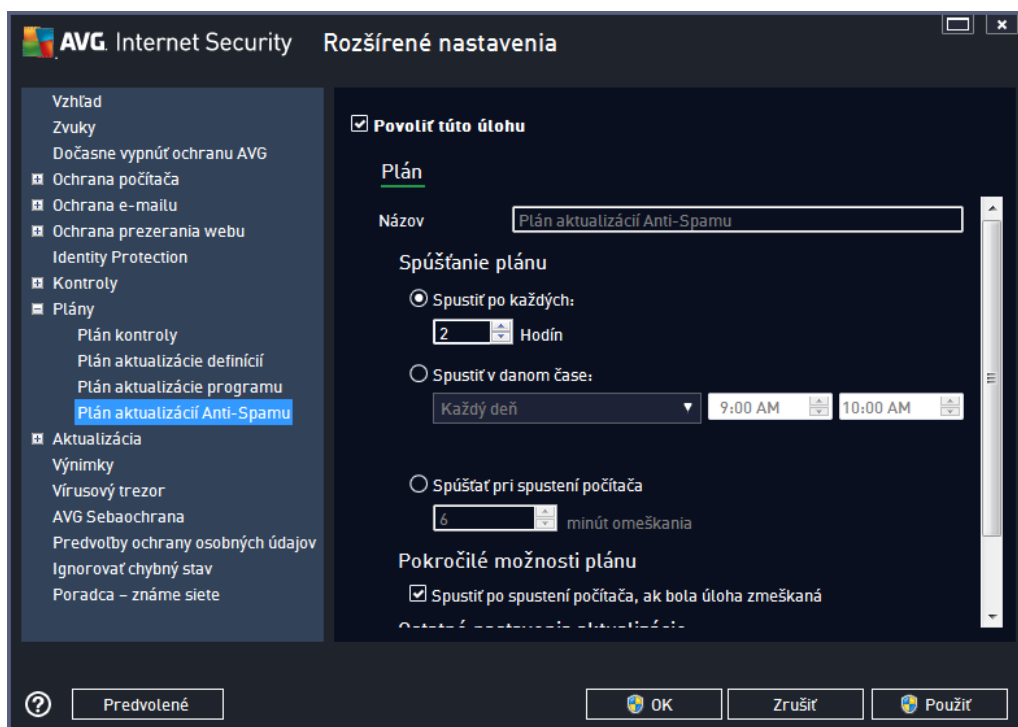 AVG. Internet Security Rozšírené nastavenia
Vzhľad
Zvuky
Dočasne vypnúť ochranu AVG
Ochrana počítača
Ochrana e-mailu
Ochrana prezerania webu
Identity Protection
Kontroly
Plány
Plán kontroly
Plán aktualizácie definícií
Plán aktualizácie programu
Plán aktualizácií Anti-Spamu
Aktualizácia
Výnimky
Vírusový trezor
AVG Sebaochrana
Predvoľby ochrany osobných údajov
Ignorovať chybný stav
Poradca – známe siete
Povoliť túto úlohu
Plán
Názov Plán aktualizácií Anti-Spamu
Spúšťanie plánu
Spustiť po každých:
2 Hodín
Spustiť v danom čase:
Každý deň 9:00 AM 10:00 AM
Spúšťať pri spustení počítača
6 minút omeškania
Pokročilé možnosti plánu
Spustiť po spustení počítača, ak bola úloha zmeškaná
Ostatné nastavenia aktualizácie
? Predvolené OK Zrušiť Použiť